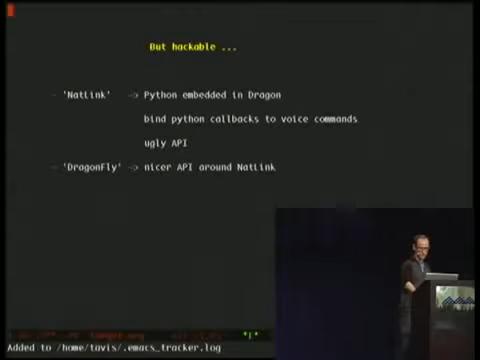 But hackable ...
- 'NatLink' -> Python embedded in Dragon
bind python callbacks to voice commands
ugly API
- 'DragonFly' -> nicer API around NatLink
Added to /home/tavis/.emacs_tracker.log